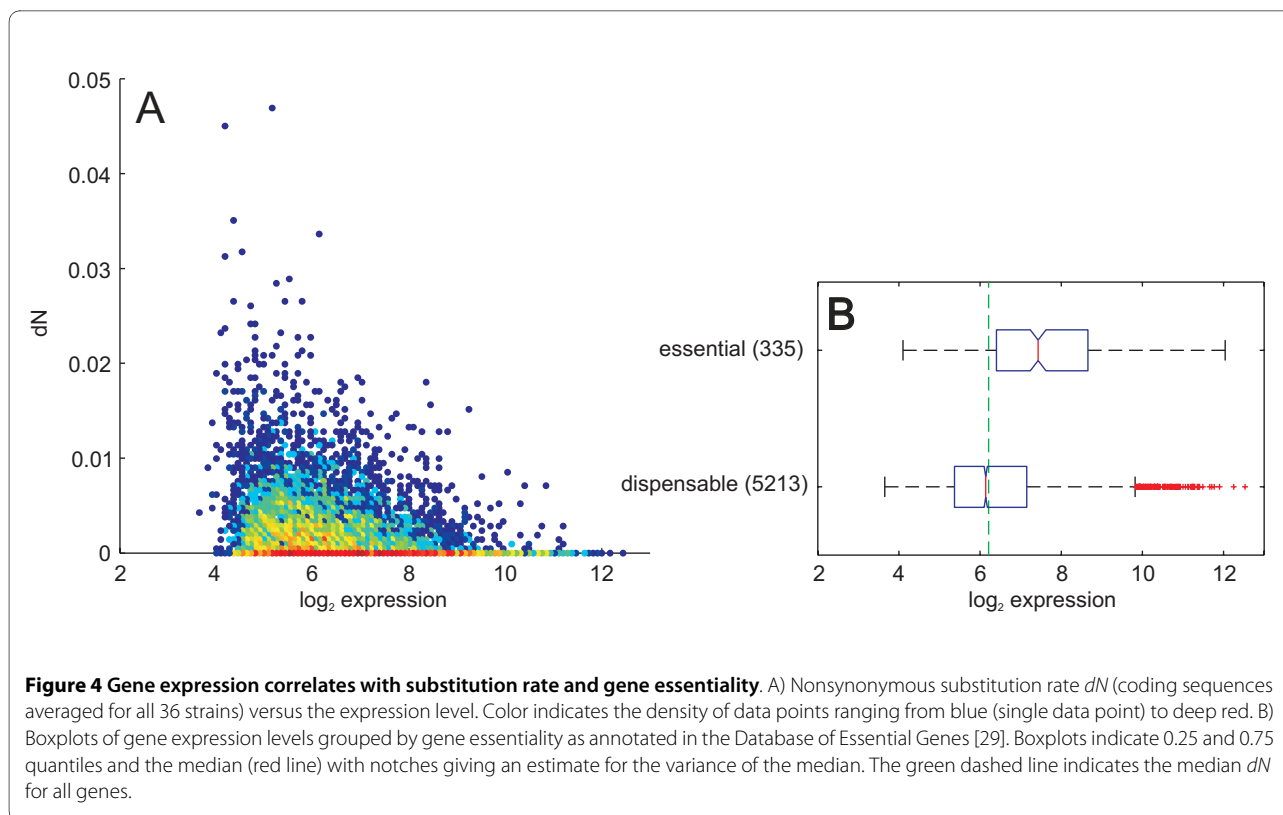 0.05
0.04
0.03
0.02
0.01
0
dN
A
2 4 6 8 10 12
log₂ expression
B
essential (335)
dispensable (5213)
2 4 6 8 10 12
log₂ expression
Figure 4 Gene expression correlates with substitution rate and gene essentiality. A) Nonsynonymous substitution rate dN (coding sequences
averaged for all 36 strains) versus the expression level. Color indicates the density of data points ranging from blue (single data point) to deep red. B)
Boxplots of gene expression levels grouped by gene essentiality as annotated in the Database of Essential Genes [29]. Boxplots indicate 0.25 and 0.75
quantiles and the median (red line) with notches giving an estimate for the variance of the median. The green dashed line indicates the median dN
for all genes.